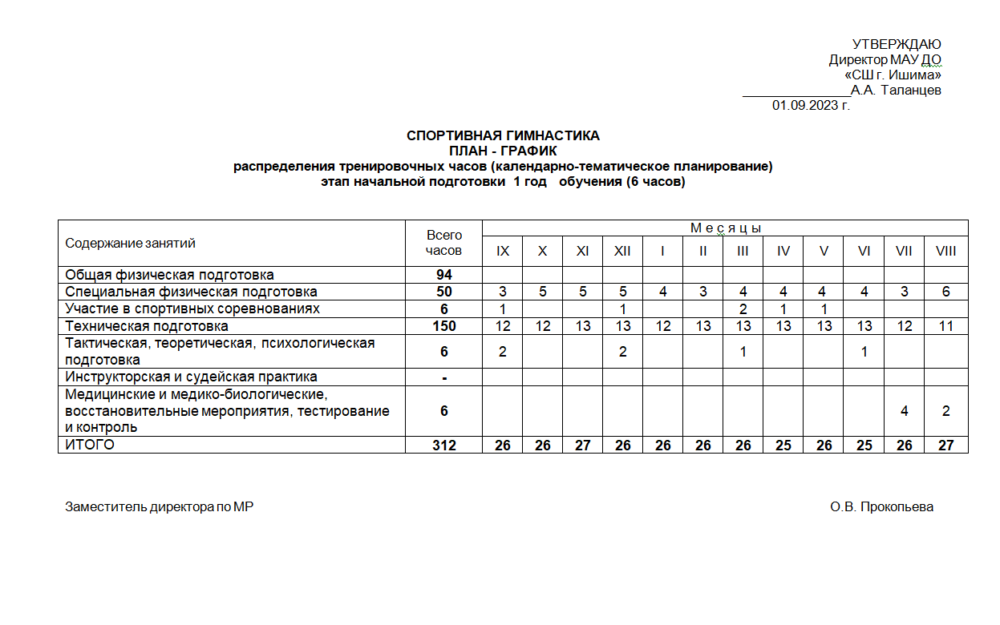 УТВЕРЖДАЮ
Директор МАУ ДО
«СШ г. Ишима»
________________А.А. Таланцев
01.09.2023 г.
СПОРТИВНАЯ ГИМНАСТИКА
ПЛАН - ГРАФИК
распределения тренировочных часов (календарно-тематическое планирование)
этап начальной подготовки 1 год обучения (6 часов)
Содержание занятий Всего часов М е с я ц ы
IX X XI XII I II III IV V VI VII VIII
Общая физическая подготовка 94
Специальная физическая подготовка 50 3 5 5 5 4 3 4 4 4 4 3 6
Участие в спортивных соревнованиях 6 1 1 2 1 1
Техническая подготовка 150 12 12 13 13 12 13 13 13 13 13 12 11
Тактическая, теоретическая, психологическая
подготовка 6 2 2 1 1
Инструкторская и судейская практика -
Медицинские и медико-биологические,
восстановительные мероприятия, тестирование 6 4 2
и контроль
ИТОГО 312 26 26 27 26 26 26 26 25 26 25 26 27
Заместитель директора по МР О.В. Прокопьева